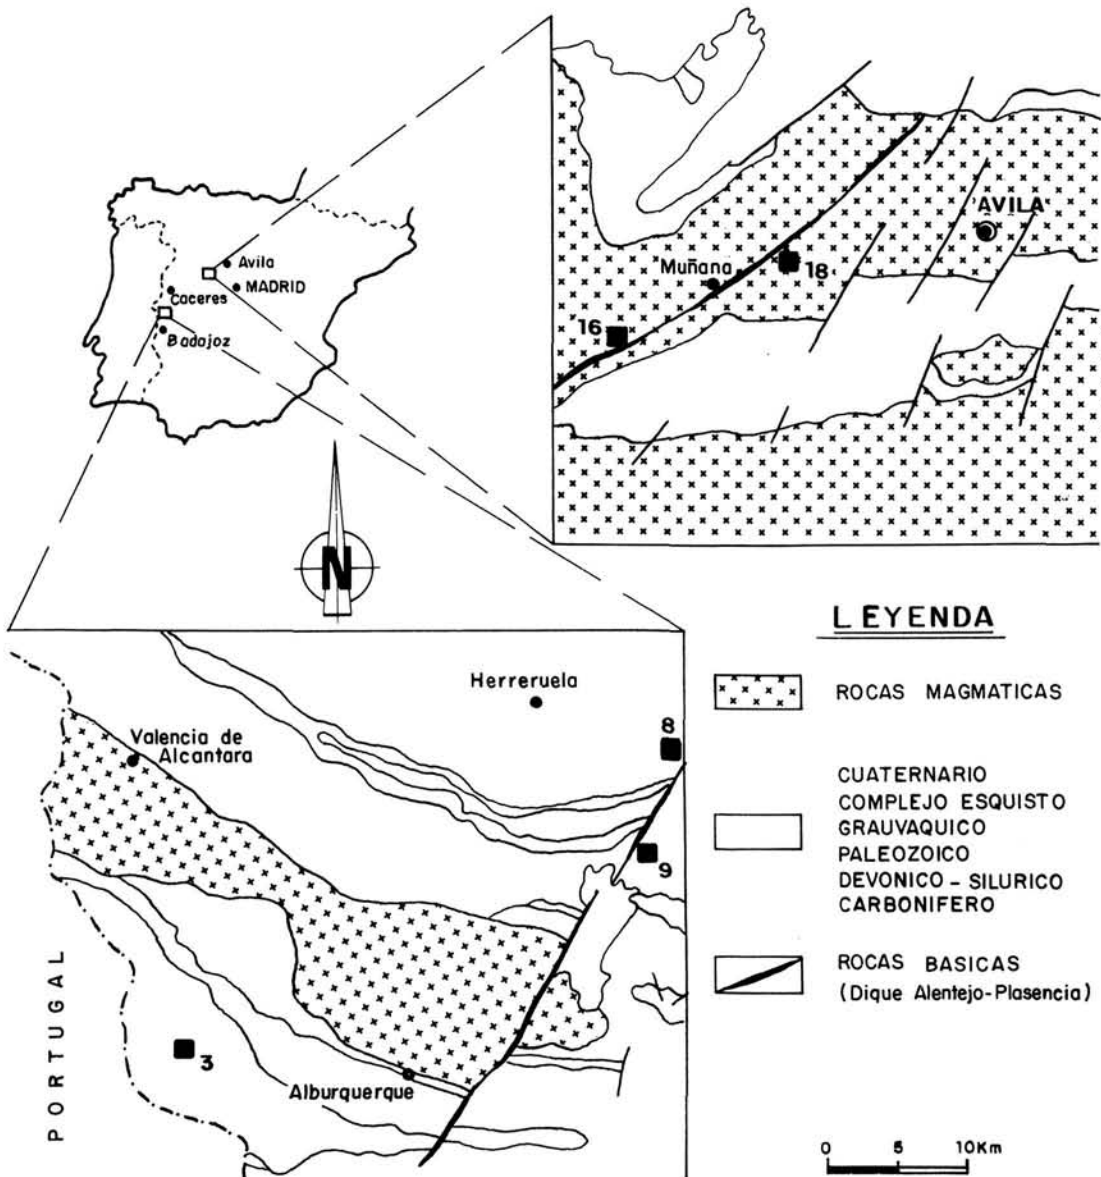 Avila
MADRID
Caceres
Badajoz
AVILA
Muñana
18
16
N
LEYENDA
ROCAS MAGMATICAS
CUATERNARIO
COMPLEJO ESQUISTO
GRAUVAQUICO
PALEOZOICO
DEVONICO - SILURICO
CARBONIFERO
ROCAS BASICAS
(Dique Alentejo-Plasencia)
0 5 10Km
Herreruela
8
Valencia de
Alcantara
9
PORTUGAL
3
Alburquerque